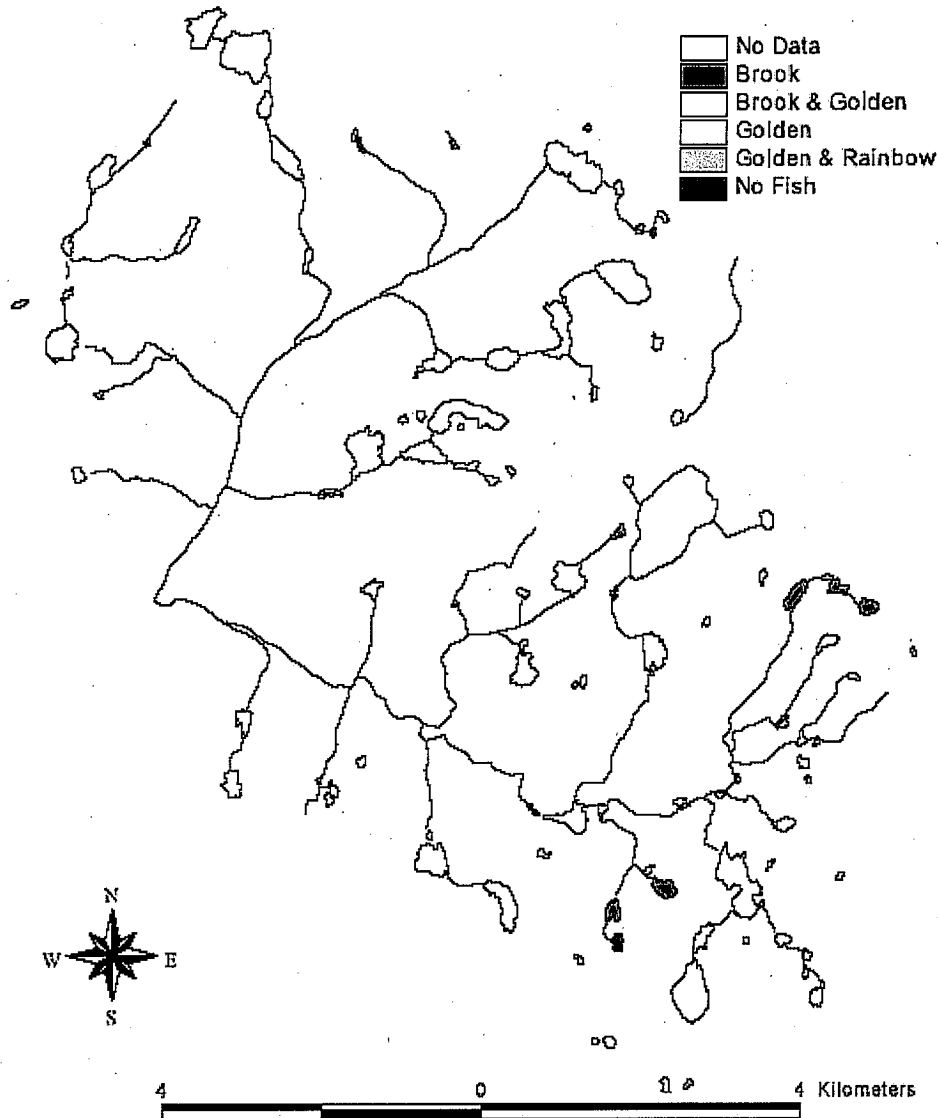 No Data
Brook
Brook & Golden
Golden
Golden & Rainbow
No Fish
N
W E
S
4 0 4 Kilometers